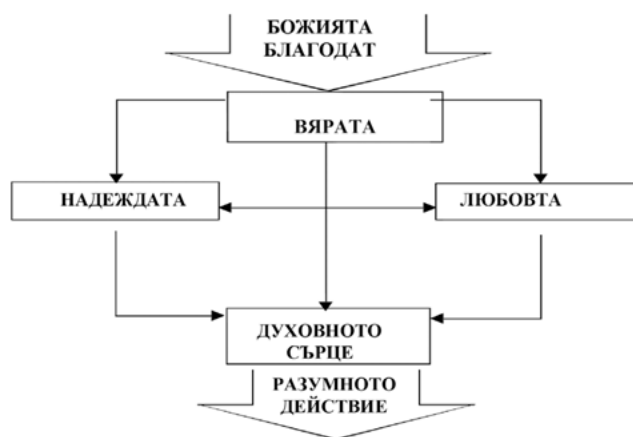 БОЖИЯТА
БЛАГОДАТ
ВЯРАТА
НАДЕЖДАТА
ЛЮБОВТА
ДУХОВНОТО
СЪРЦЕ
РАЗУМНОТО
ДЕЙСТВИЕ